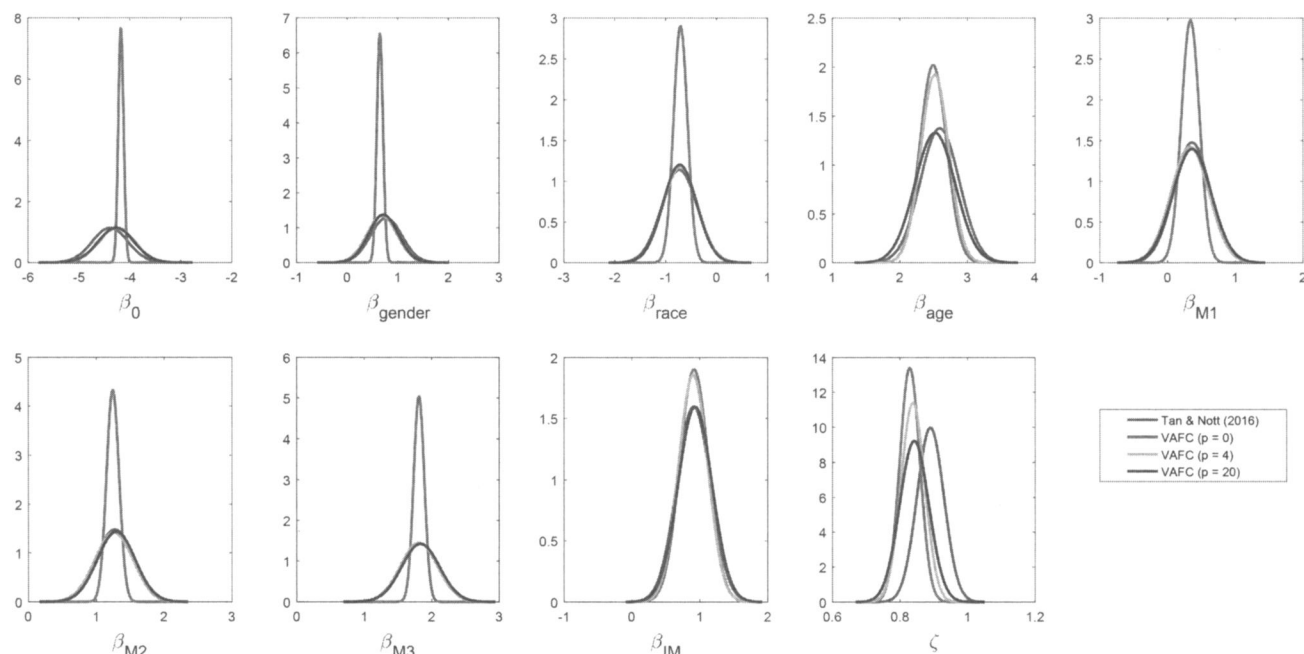 8
6
4
2
0
-6 -5 -4 -3 -2
β0
7
6
5
4
3
2
1
0
0 1 2 3
βgender
3
2.5
2
1.5
1
0.5
0
-3 -2 -1 0 1
βrace
2.5
2
1.5
1
0.5
0
1 2 3 4
βage
3
2.5
2
1.5
1
0.5
0
-1 0 1 2
βM1
5
4
3
2
1
0
0 1 2 3
βM2
6
5
4
3
2
1
0
0 1 2 3
βM3
2
1.5
1
0.5
0
-1 0 1 2
βIM
14
12
10
8
6
4
2
0
0.6 0.8 1 1.2
ζ
Tan & Nott (2016)
VAFC (p = 0)
VAFC (p = 4)
VAFC (p = 20)